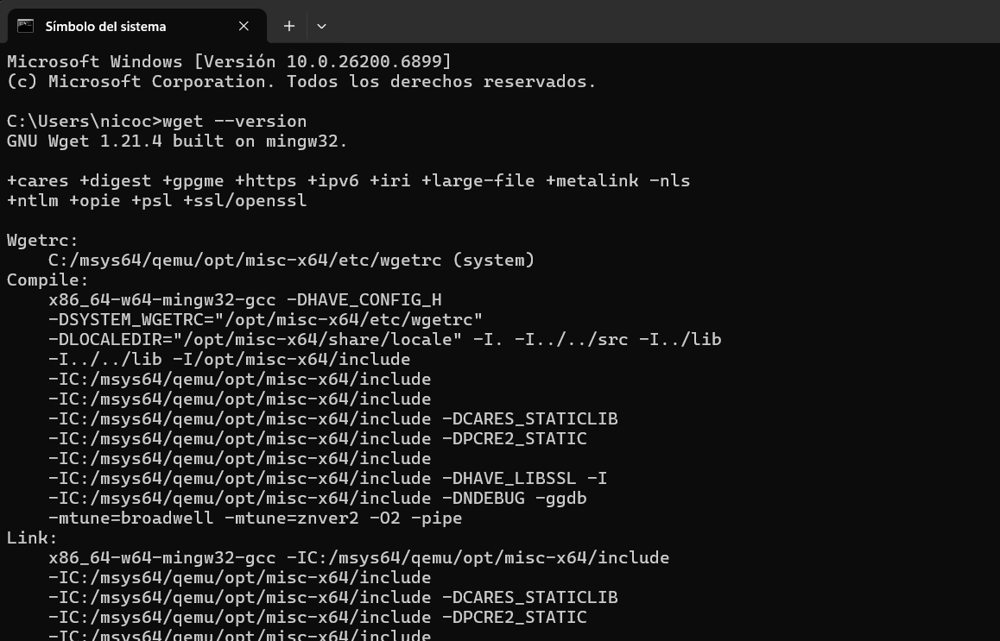 Símbolo del sistema
Microsoft Windows [Versión 10.0.26200.6899]
(c) Microsoft Corporation. Todos los derechos reservados.
C:\Users\nicoc>wget --version
GNU Wget 1.21.4 built on mingw32.
+cares +digest +gpgme +https +ipv6 +iri +large-file +metalink -nls
+ntlm +opie +psl +ssl/openssl
Wgetrc:
    C:/msys64/qemu/opt/misc-x64/etc/wgetrc (system)
Compile:
    x86_64-w64-mingw32-gcc -DHAVE_CONFIG_H
    -DSYSTEM_WGETRC="/opt/misc-x64/etc/wgetrc"
    -DLOCALEDIR="/opt/misc-x64/share/locale" -I. -I../../src -I../lib
    -I../../lib -I/opt/misc-x64/include
    -IC:/msys64/qemu/opt/misc-x64/include
    -IC:/msys64/qemu/opt/misc-x64/include
    -IC:/msys64/qemu/opt/misc-x64/include -DCARES_STATICLIB
    -IC:/msys64/qemu/opt/misc-x64/include -DPCRE2_STATIC
    -IC:/msys64/qemu/opt/misc-x64/include
    -IC:/msys64/qemu/opt/misc-x64/include -DHAVE_LIBSSL -I
    -IC:/msys64/qemu/opt/misc-x64/include -DNDEBUG -ggdb
    -mtune=broadwell -mtune=znver2 -O2 -pipe
Link:
    x86_64-w64-mingw32-gcc -IC:/msys64/qemu/opt/misc-x64/include
    -IC:/msys64/qemu/opt/misc-x64/include
    -IC:/msys64/qemu/opt/misc-x64/include -DCARES_STATICLIB
    -IC:/msys64/qemu/opt/misc-x64/include -DPCRE2_STATIC
    -IC:/msys64/qemu/opt/misc-x64/include